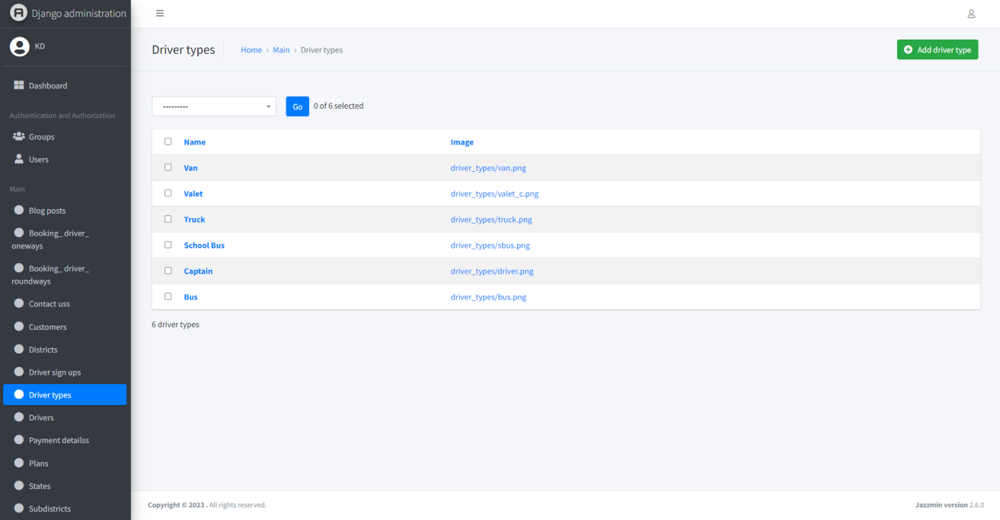 Django administration
KD
Dashboard
Authentication and Authorization
Groups
Users
Main
Blog posts
Booking_ driver_
oneways
Booking_ driver_
roundways
Contact uss
Customers
Districts
Driver sign ups
Driver types
Drivers
Payment detailss
Plans
States
Subdistricts
Driver types
Home › Main › Driver types
Add driver type
---------
Go
0 of 6 selected
Name Image
Van driver_types/van.png
Valet driver_types/valet_c.png
Truck driver_types/truck.png
School Bus driver_types/sbus.png
Captain driver_types/driver.png
Bus driver_types/bus.png
6 driver types
Copyright © 2023 . All rights reserved.
Jazzmin version 2.6.0